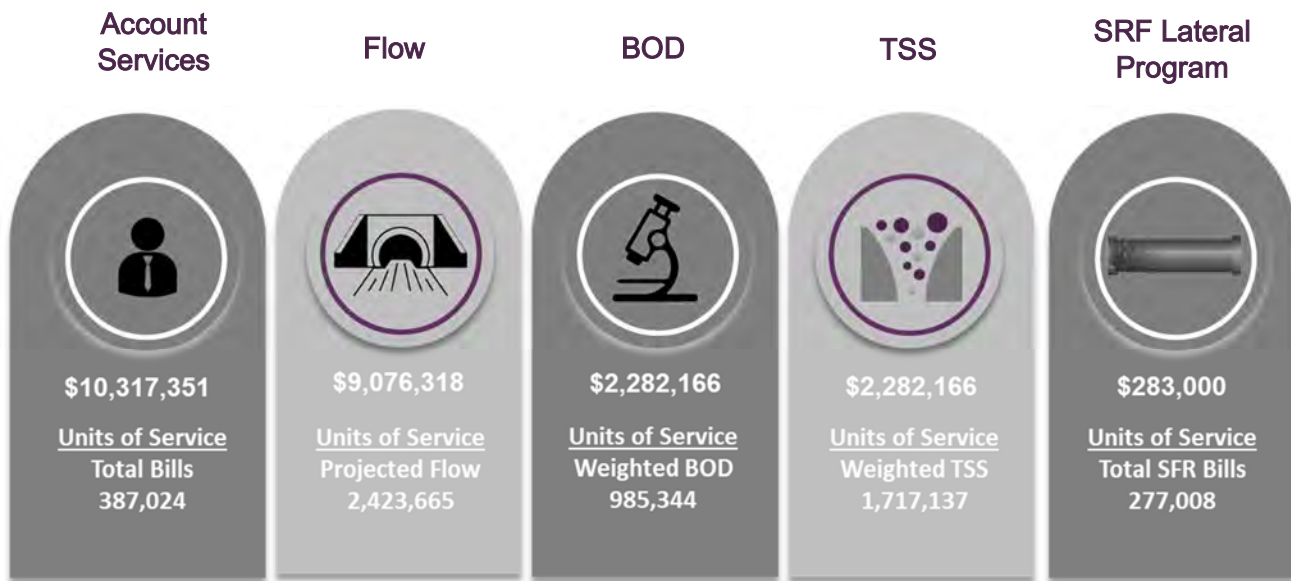 Account
Services
$10,317,351
Units of Service
Total Bills
387,024
Flow
$9,076,318
Units of Service
Projected Flow
2,423,665
BOD
$2,282,166
Units of Service
Weighted BOD
985,344
TSS
$2,282,166
Units of Service
Weighted TSS
1,717,137
SRF Lateral
Program
$283,000
Units of Service
Total SFR Bills
277,008